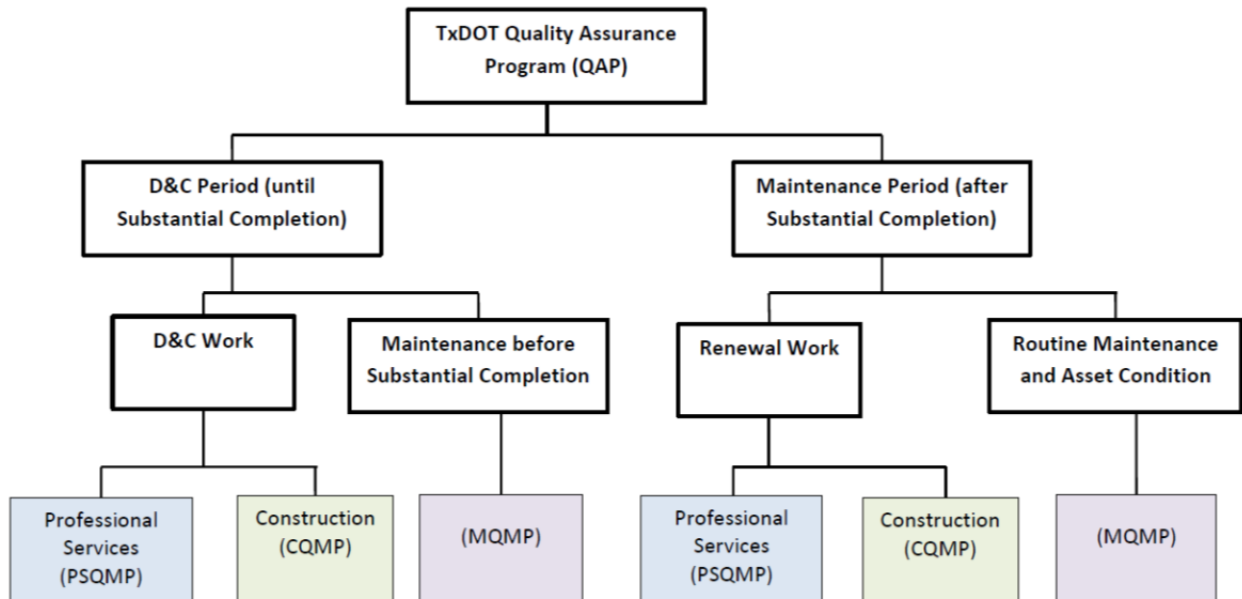 TxDOT Quality Assurance
Program (QAP)
D&C Period (until
Substantial Completion)
Maintenance Period (after
Substantial Completion)
D&C Work
Maintenance before
Substantial Completion
Renewal Work
Routine Maintenance
and Asset Condition
Professional
Services
(PSQMP)
Construction
(CQMP)
(MQMP)
Professional
Services
(PSQMP)
Construction
(CQMP)
(MQMP)